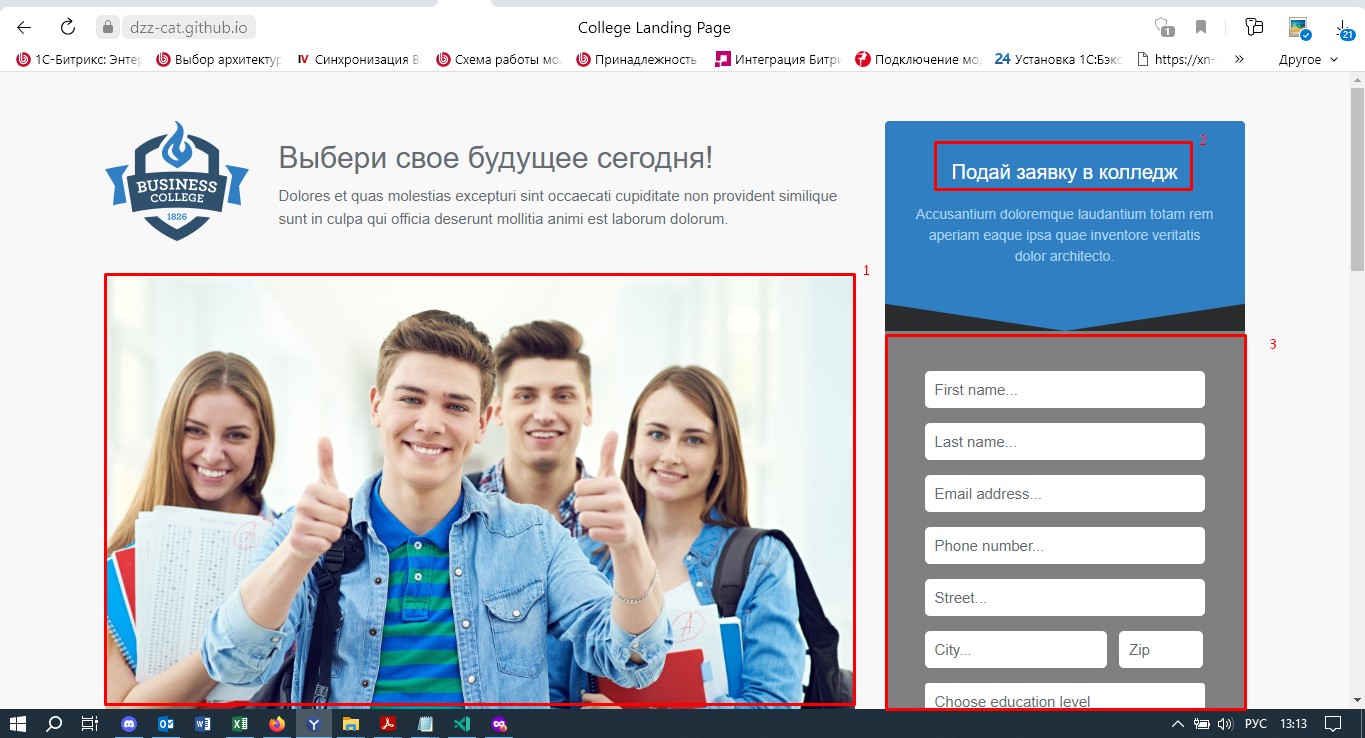 dzz-cat.github.io
College Landing Page
1
21
1С-Битрикс: Энтер
Выбор архитектур
IV Синхронизация
Схема работы мо
Принадлежность
Интеграция Битри
Подключение мо
24 Установка 1С:Бэкс
https://xn-
»
Другое
BUSINESS
COLLEGE
1826
Выбери свое будущее сегодня!
Dolores et quas molestias excepturi sint occaecati cupiditate non provident similique
sunt in culpa qui officia deserunt mollitia animi est laborum dolorum.
1
2
Подай заявку в колледж
Accusantium doloremque laudantium totam rem
aperiam eaque ipsa quae inventore veritatis
dolor architecto.
3
First name...
Last name...
Email address...
Phone number...
Street...
City...
Zip
Choose education level
РУС
13:13